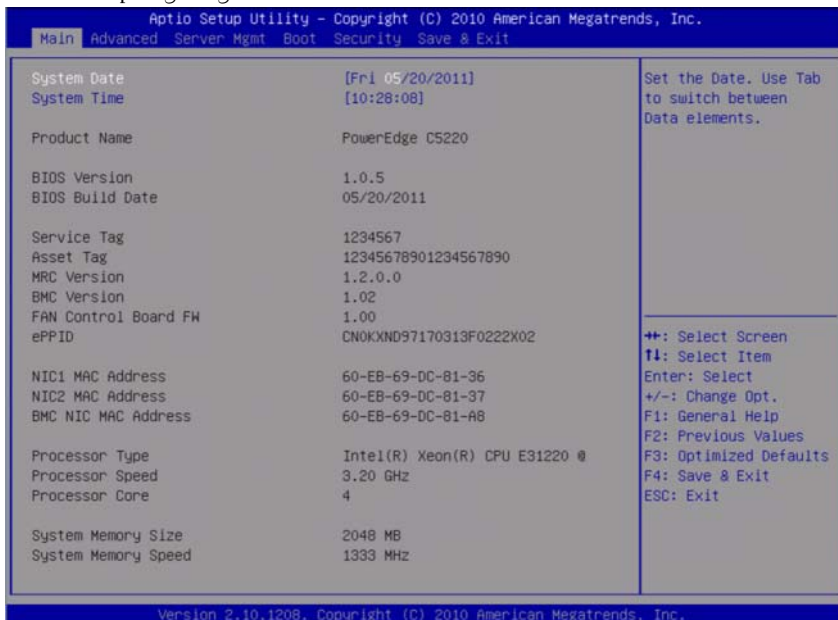 Aptio Setup Utility – Copyright (C) 2010 American Megatrends, Inc.
Main Advanced Server Mgmt Boot Security Save & Exit
System Date [Fri 05/20/2011]
System Time [10:28:08]
Product Name PowerEdge C5220
BIOS Version 1.0.5
BIOS Build Date 05/20/2011
Service Tag 1234567
Asset Tag 12345678901234567890
MRC Version 1.2.0.0
BMC Version 1.02
FAN Control Board FW 1.00
ePPID CN0KXND97170313F0222X02
NIC1 MAC Address 60-EB-69-DC-81-36
NIC2 MAC Address 60-EB-69-DC-81-37
BMC NIC MAC Address 60-EB-69-DC-81-A8
Processor Type Intel(R) Xeon(R) CPU E31220 @
Processor Speed 3.20 GHz
Processor Core 4
System Memory Size 2048 MB
System Memory Speed 1333 MHz
Set the Date. Use Tab
to switch between
Data elements.
→←: Select Screen
↑↓: Select Item
Enter: Select
+/-: Change Opt.
F1: General Help
F2: Previous Values
F3: Optimized Defaults
F4: Save & Exit
ESC: Exit
Version 2.10.1208. Copyright (C) 2010 American Megatrends, Inc.